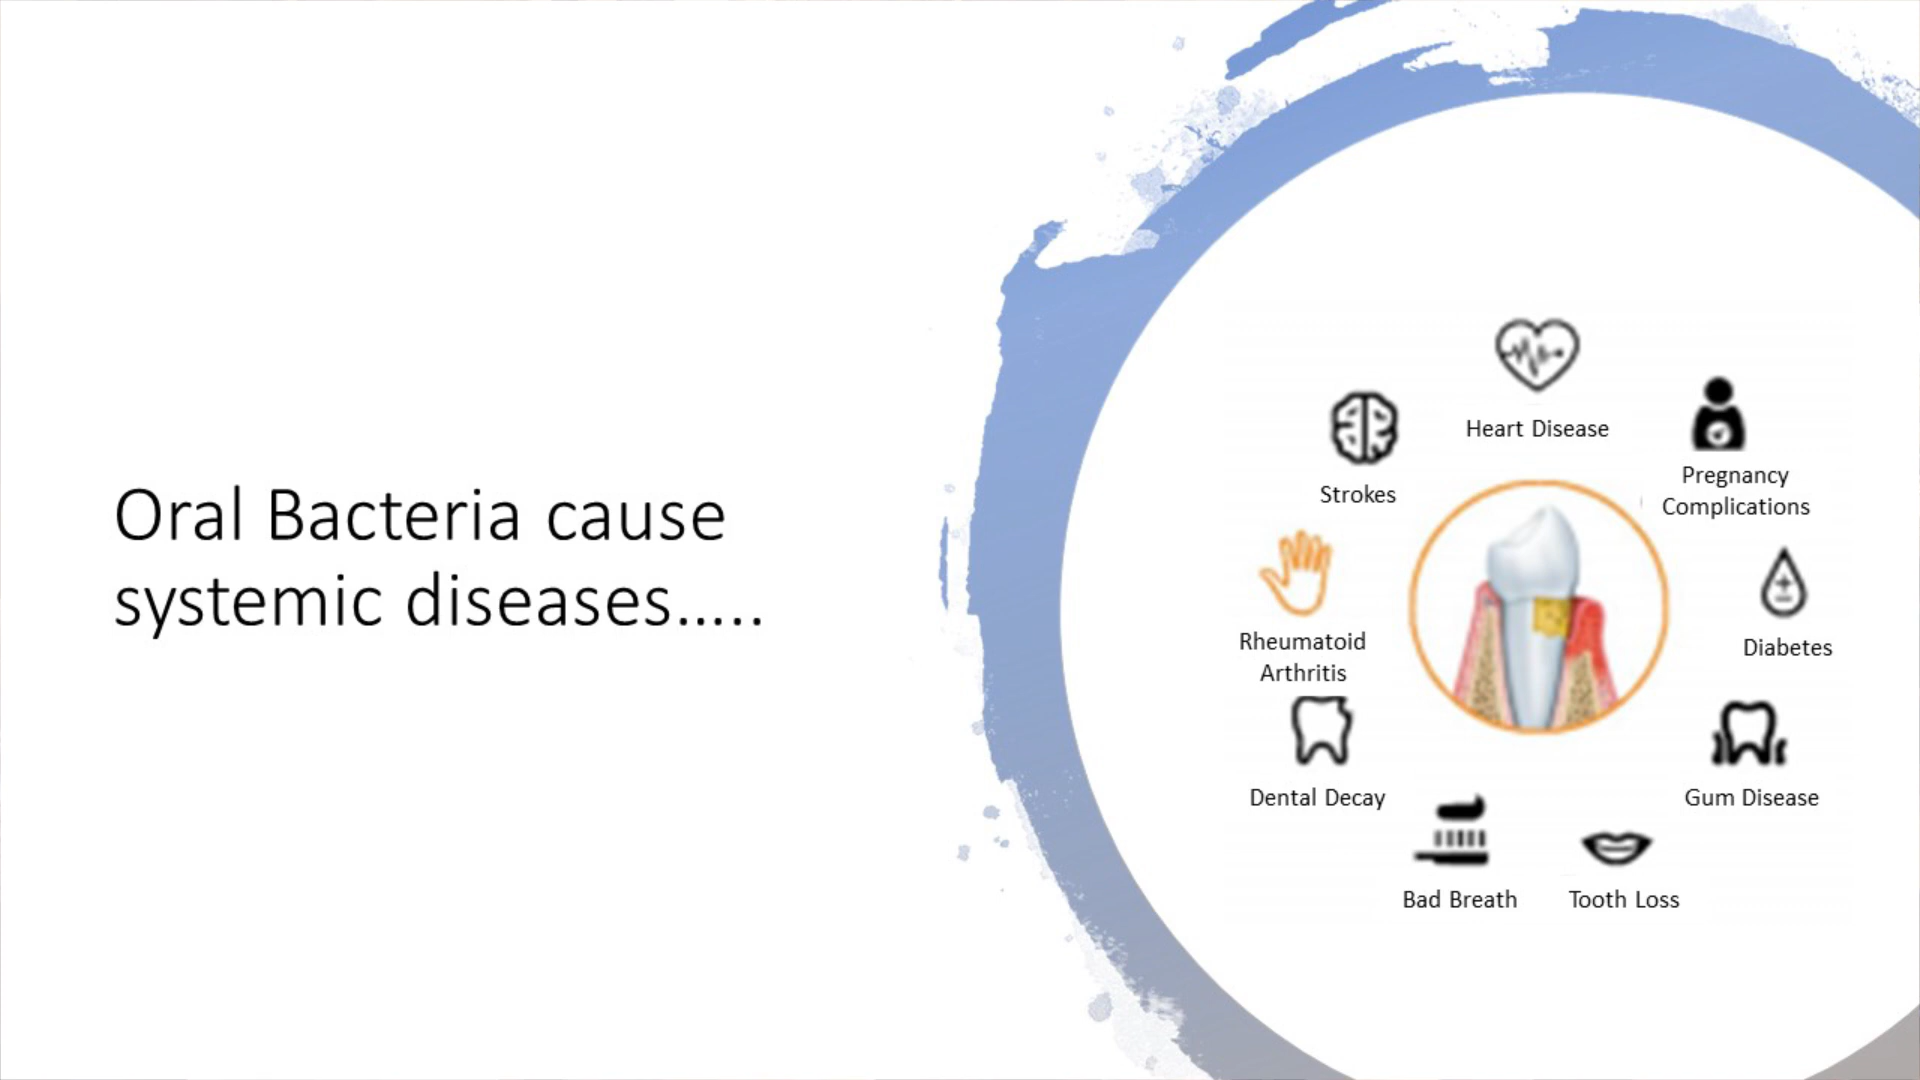 Oral Bacteria cause
systemic diseases.....
Heart Disease
Strokes
Pregnancy
Complications
Rheumatoid
Arthritis
Diabetes
Dental Decay
Gum Disease
Bad Breath
Tooth Loss